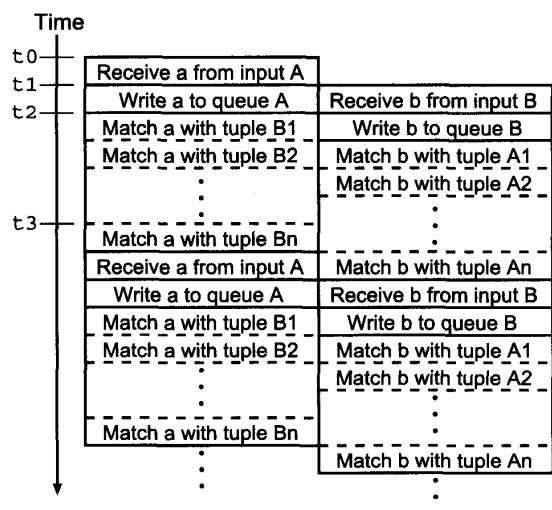 Time
t0
Receive a from input A
t1
Write a to queue A
Receive b from input B
t2
Match a with tuple B1
Write b to queue B
Match a with tuple B2
Match b with tuple A1
Match b with tuple A2
t3
Match a with tuple Bn
Receive a from input A
Match b with tuple An
Write a to queue A
Receive b from input B
Match a with tuple B1
Write b to queue B
Match a with tuple B2
Match b with tuple A1
Match b with tuple A2
Match a with tuple Bn
Match b with tuple An